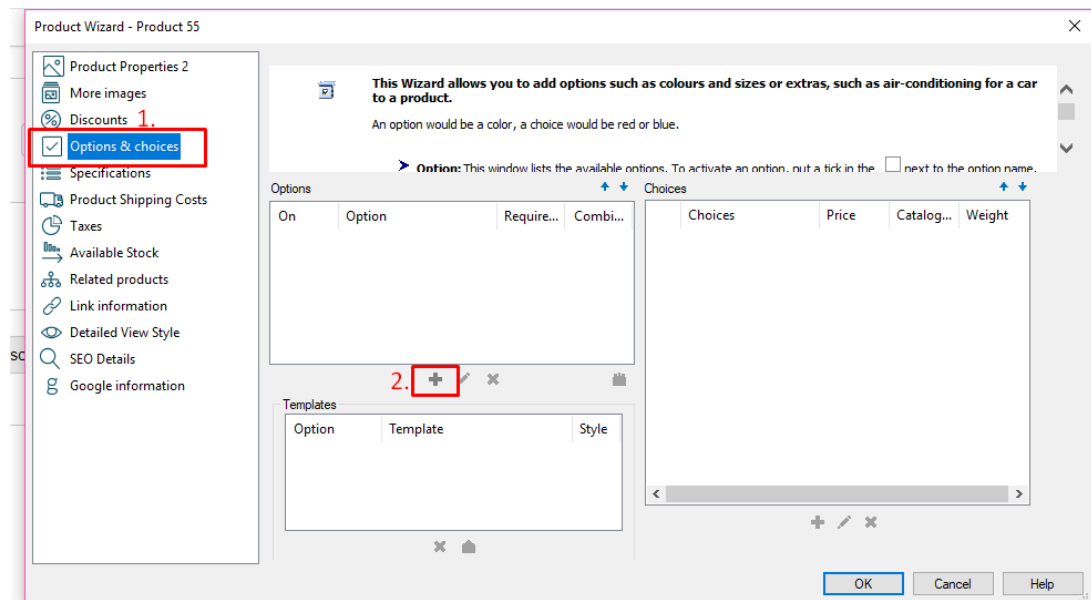 Product Wizard - Product 55
Product Properties 2
More images
Discounts
1.
Options & choices
Specifications
Product Shipping Costs
Taxes
Available Stock
Related products
Link information
Detailed View Style
SEO Details
Google information
This Wizard allows you to add options such as colours and sizes or extras, such as air-conditioning for a car
to a product.
An option would be a color, a choice would be red or blue.
Option: This window lists the available options. To activate an option, put a tick in the next to the option name.
Options
On Option Require... Combi...
2.
Templates
Option Template Style
Choices
Choices Price Catalog... Weight
OK Cancel Help